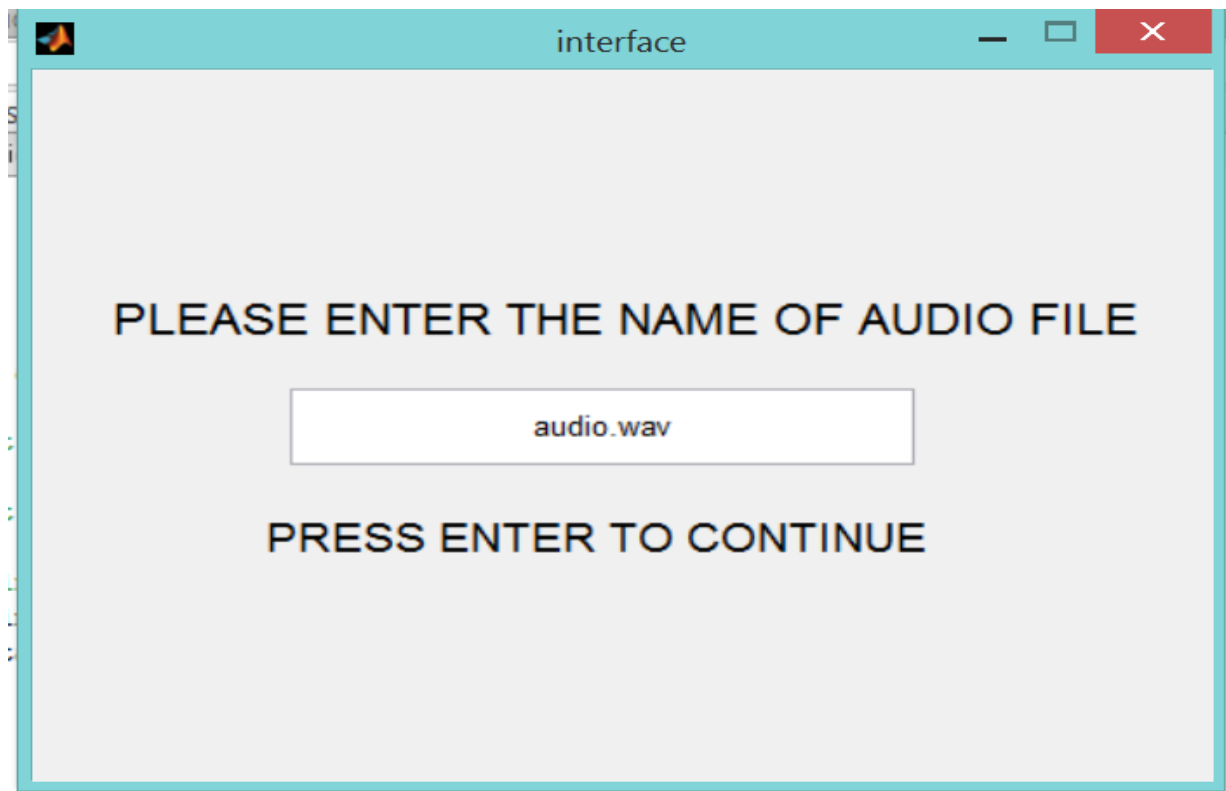 interface
PLEASE ENTER THE NAME OF AUDIO FILE
audio.wav
PRESS ENTER TO CONTINUE